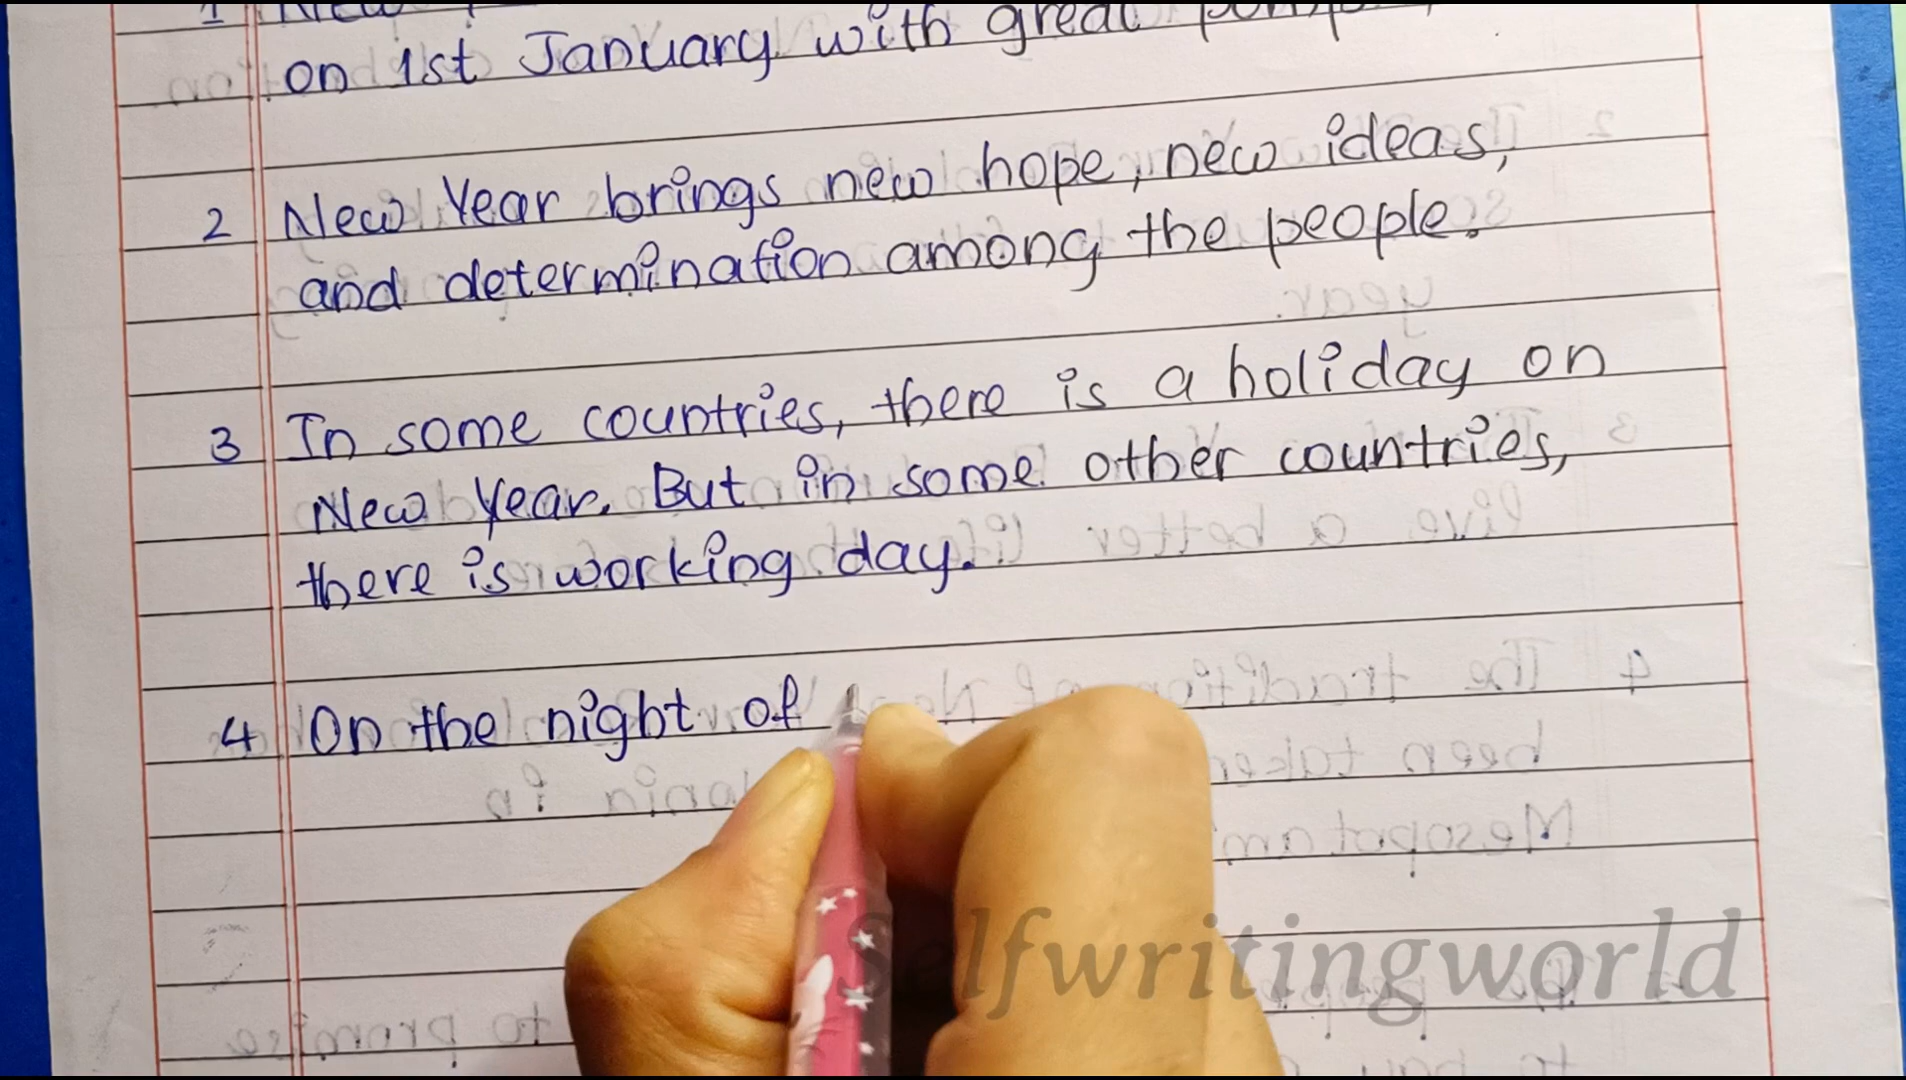 1 New
on 1st January with great
2 New Year brings new hope, new ideas,
and determination among the people.
3 In some countries, there is a holiday on
New Year. But in some other countries,
there is working day.
4 On the night of
Selfwritingworld